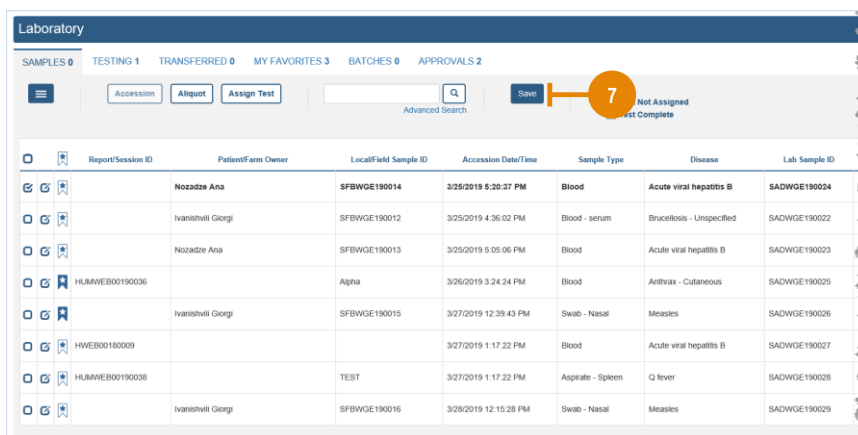 Laboratory
SAMPLES 0 TESTING 1 TRANSFERRED 0 MY FAVORITES 3 BATCHES 0 APPROVALS 2
Accession Aliquot Assign Test Save 7 Not Assigned
Advanced Search Complete
Report/Session ID Patient/Farm Owner Local/Field Sample ID Accession Date/Time Sample Type Disease Lab Sample ID
Nozadze Ana SFBWGE190014 3/25/2019 5:20:37 PM Blood Acute viral hepatitis B SADWGE190024
Ivanishvili Giorgi SFBWGE190012 3/25/2019 4:36:02 PM Blood - serum Brucellosis - Unspecified SADWGE190022
Nozadze Ana SFBWGE190013 3/25/2019 5:05:06 PM Blood Acute viral hepatitis B SADWGE190023
HUMWEB00190036 Alpha 3/26/2019 3:24:24 PM Blood Anthrax - Cutaneous SADWGE190025
Ivanishvili Giorgi SFBWGE190015 3/27/2019 12:39:43 PM Swab - Nasal Measles SADWGE190026
HWEB00180009 3/27/2019 1:17:22 PM Blood Acute viral hepatitis B SADWGE190027
HUMWEB00190038 TEST 3/27/2019 1:17:22 PM Aspirate - Spleen Q fever SADWGE190028
Ivanishvili Giorgi SFBWGE190016 3/28/2019 12:15:28 PM Swab - Nasal Measles SADWGE190029